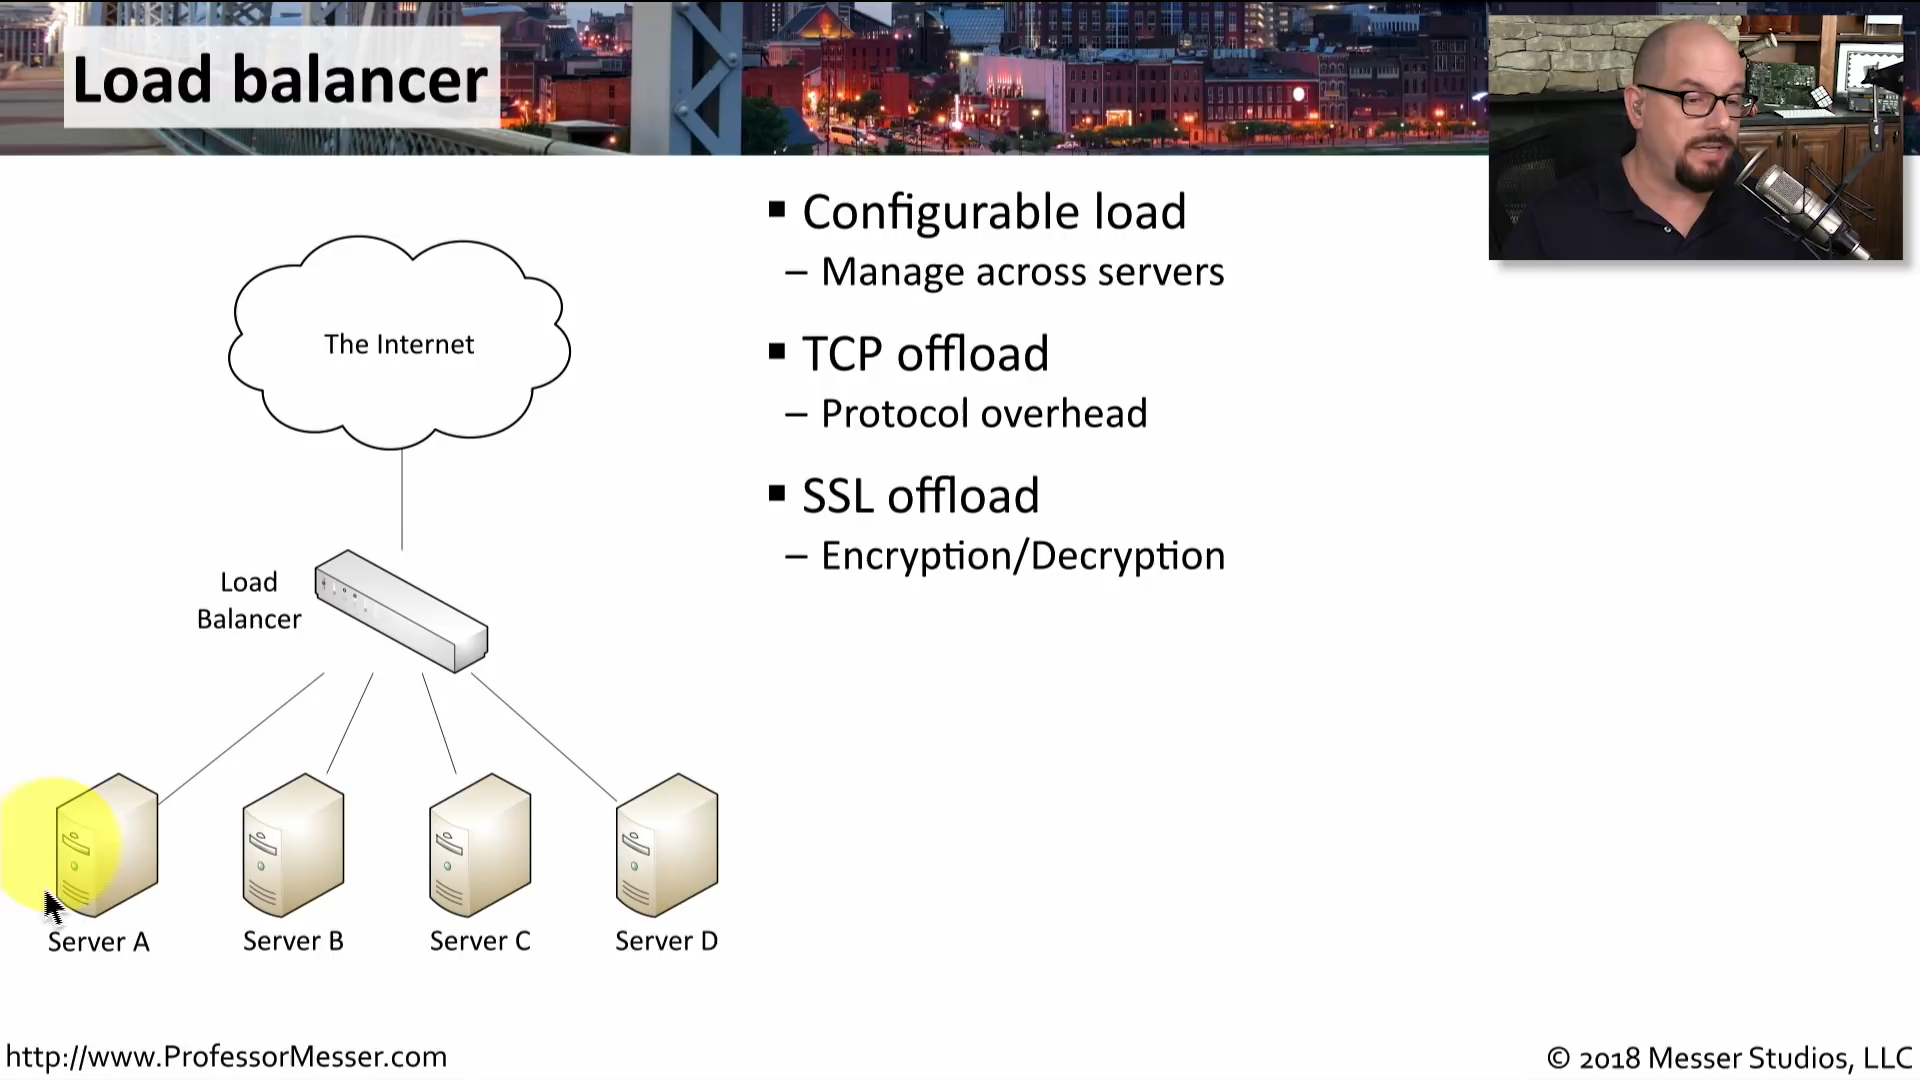 Load balancer
▪ Configurable load
– Manage across servers
▪ TCP offload
– Protocol overhead
▪ SSL offload
– Encryption/Decryption
The Internet
Load
Balancer
Server A
Server B
Server C
Server D
http://www.ProfessorMesser.com
© 2018 Messer Studios, LLC